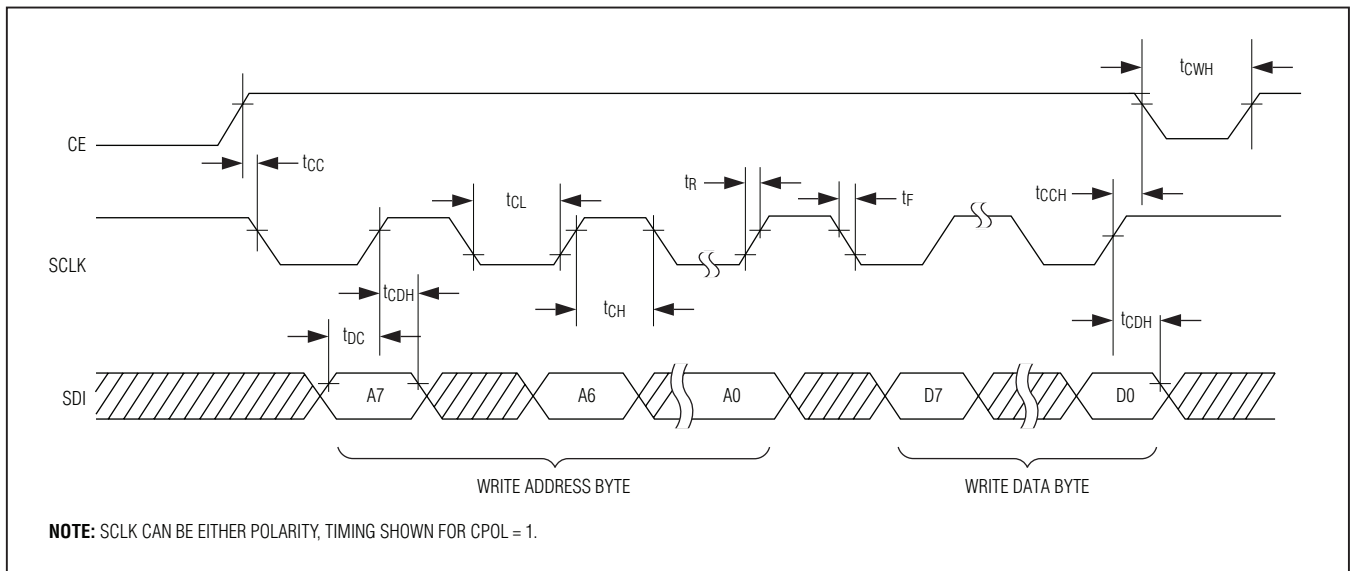 tCWH
CE
tCC
tR
tF
tCL
tCCH
SCLK
tCDH
tCH
tCDH
tDC
SDI
A7
A6
A0
D7
D0
WRITE ADDRESS BYTE
WRITE DATA BYTE
NOTE: SCLK CAN BE EITHER POLARITY, TIMING SHOWN FOR CPOL = 1.